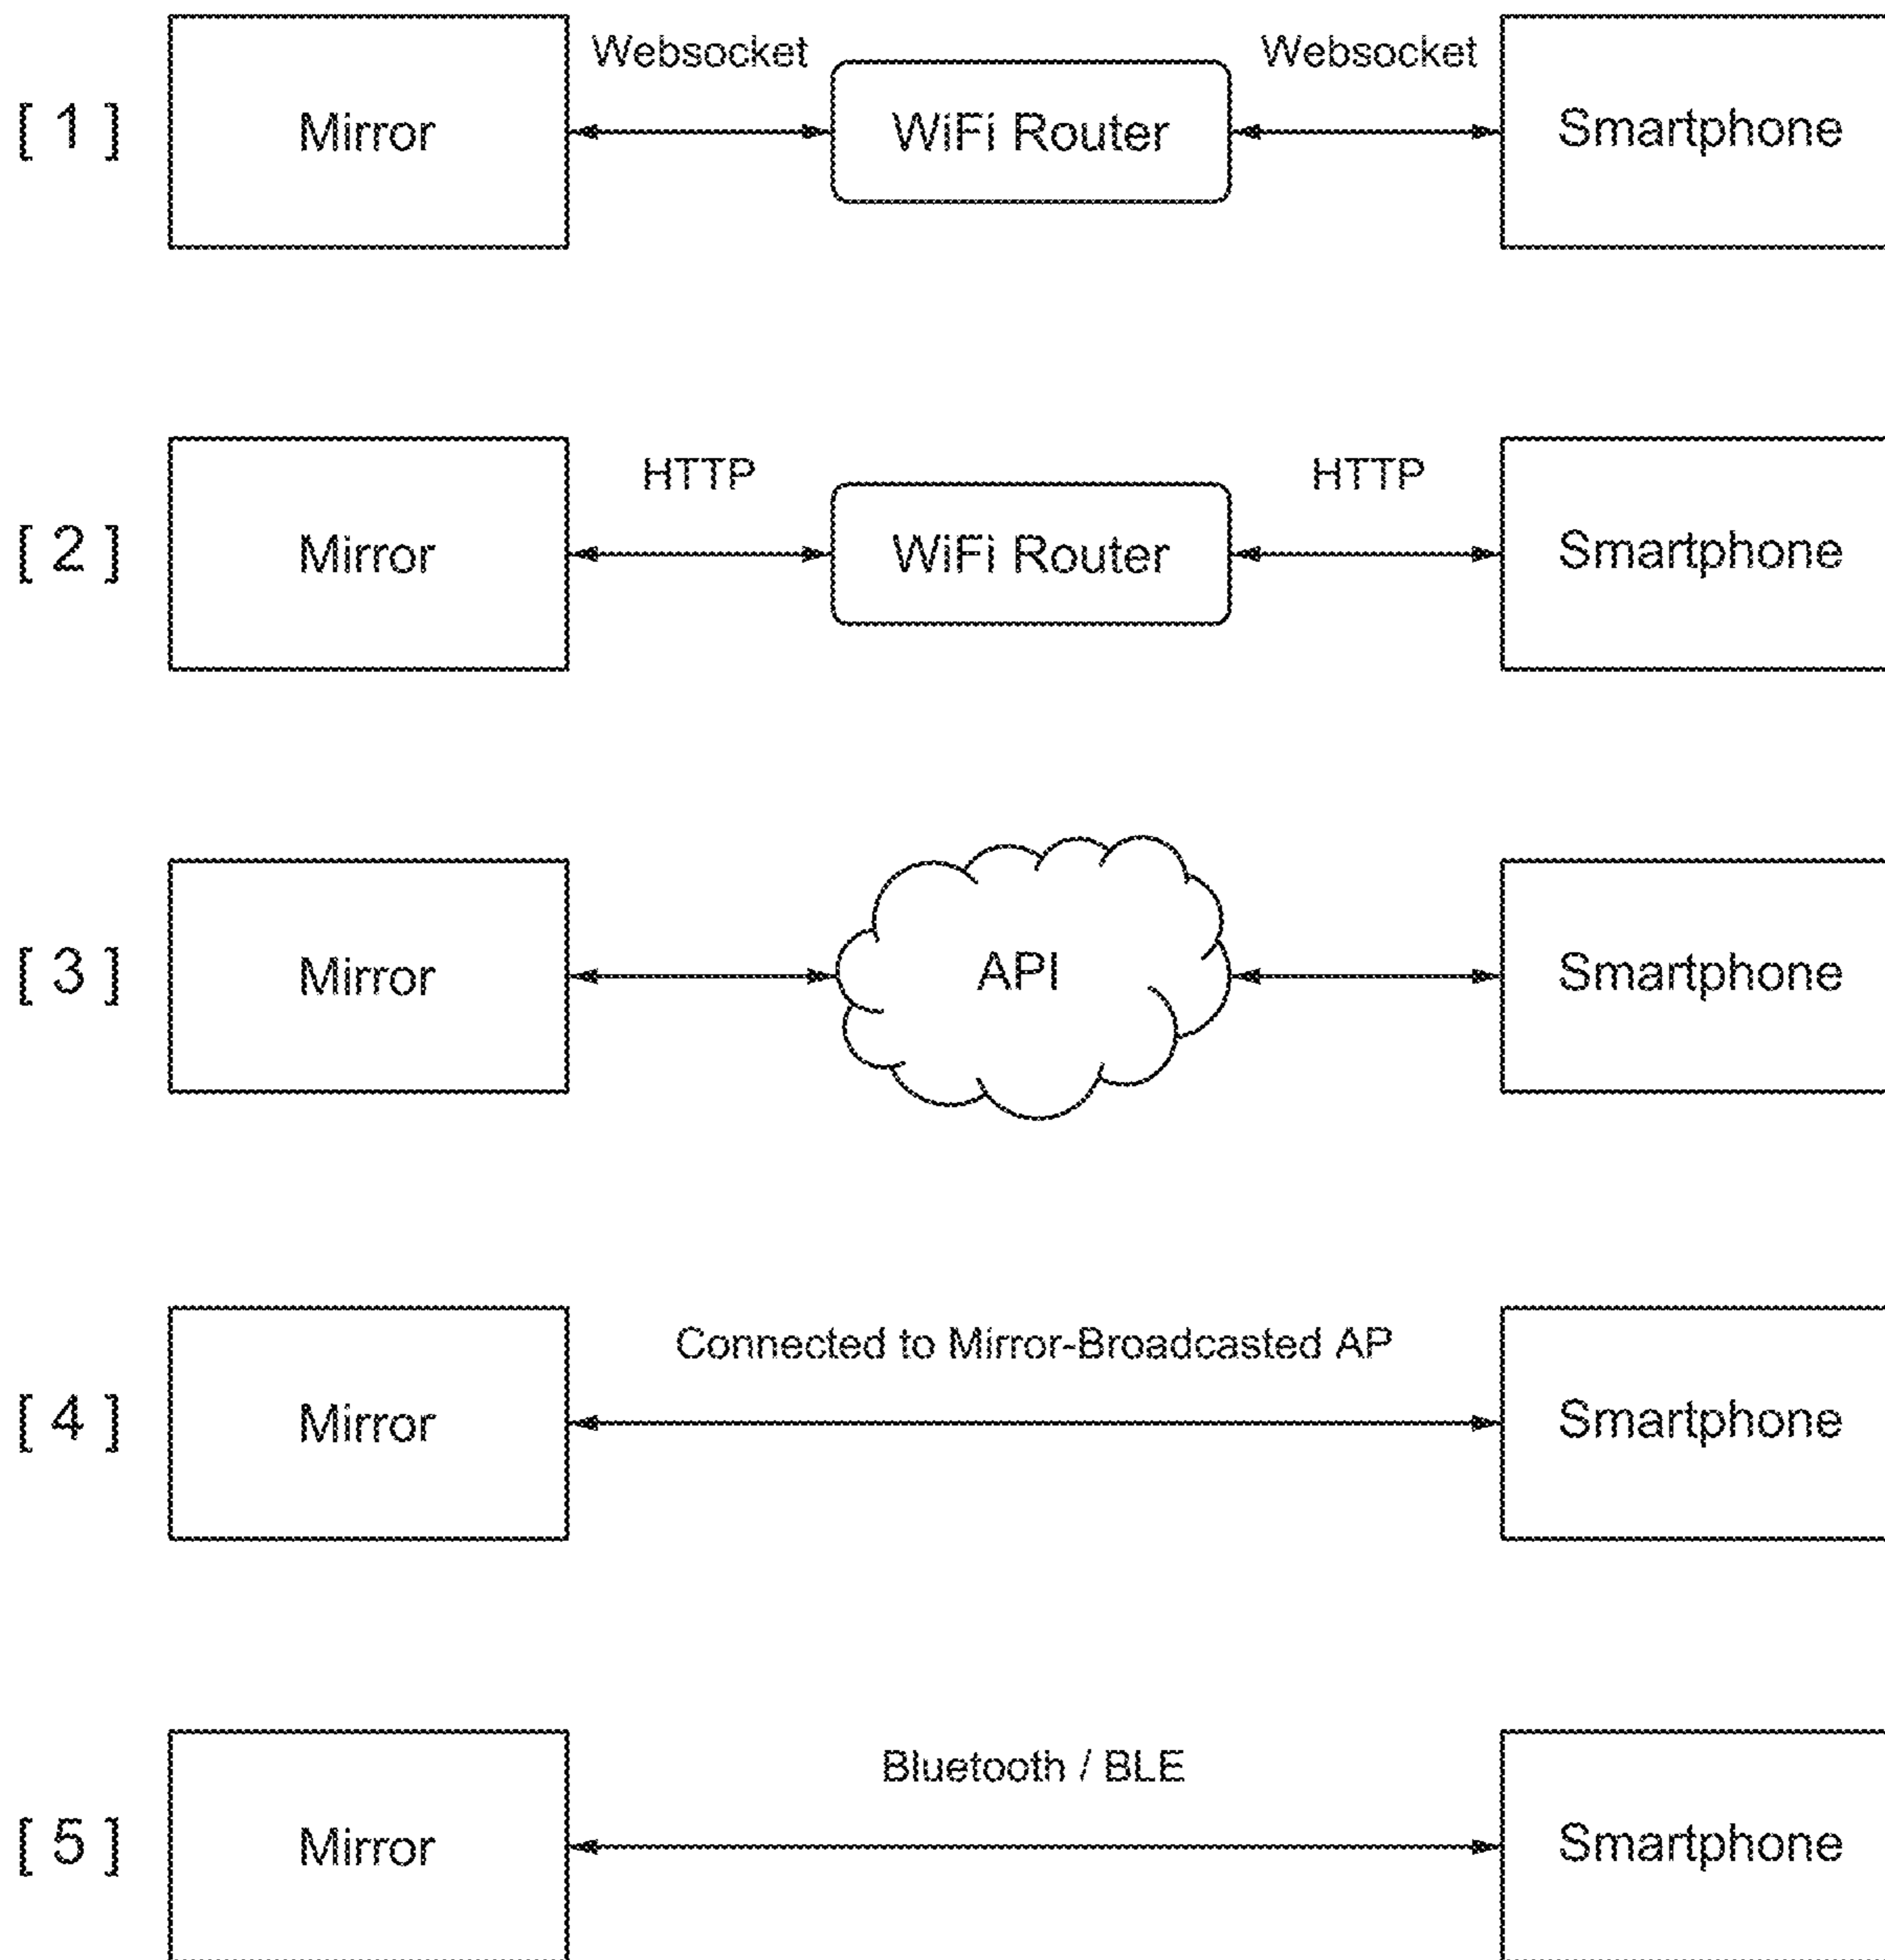 Websocket Websocket
[ 1 ] Mirror WiFi Router Smartphone
HTTP HTTP
[ 2 ] Mirror WiFi Router Smartphone
[ 3 ] Mirror API Smartphone
Connected to Mirror-Broadcasted AP
[ 4 ] Mirror Smartphone
Bluetooth / BLE
[ 5 ] Mirror Smartphone